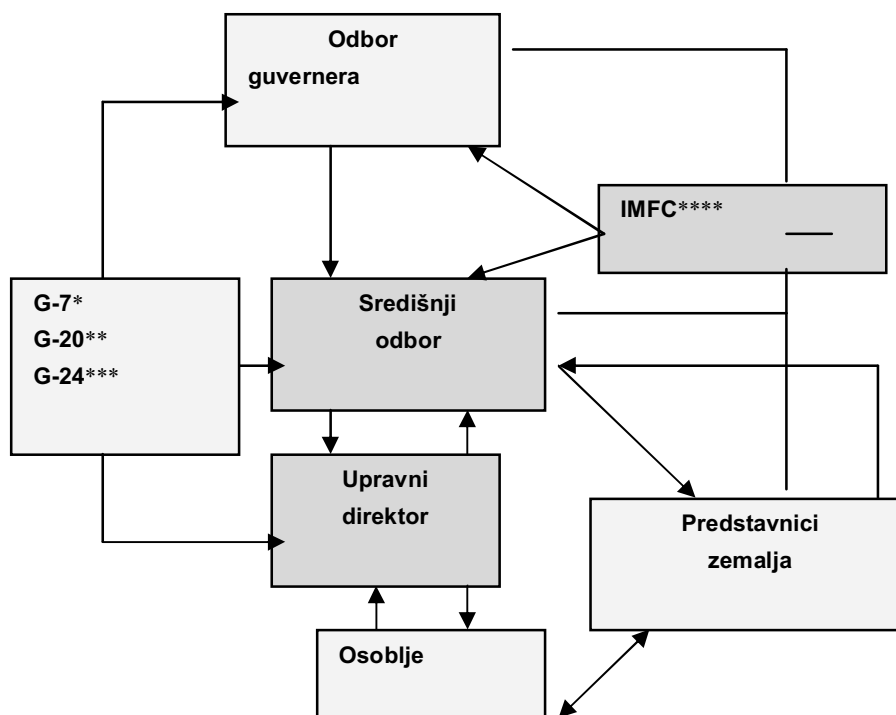 Odbor
guvernera
IMFC****
G-7*
G-20**
G-24***
Središnji
odbor
Upravni
direktor
Predstavnici
zemalja
Osoblje